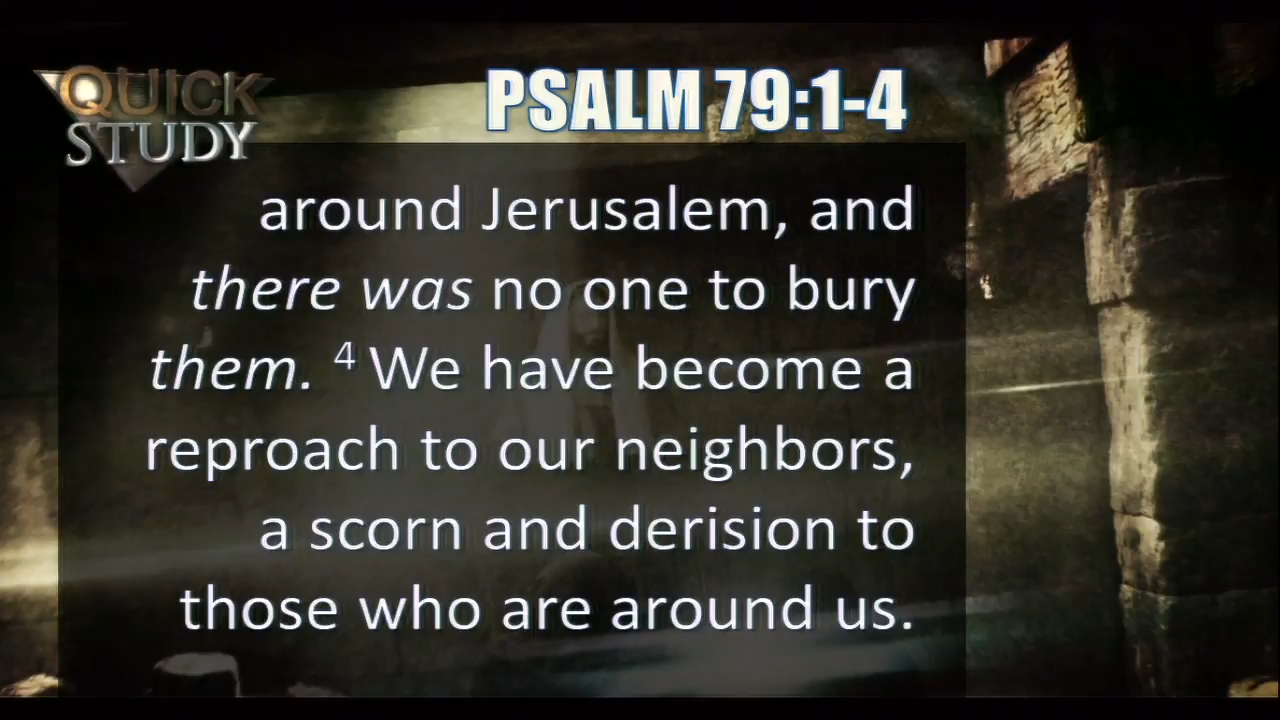 QUICK
STUDY
PSALM 79:1-4
around Jerusalem, and
there was no one to bury
them. 4 We have become a
reproach to our neighbors,
a scorn and derision to
those who are around us.